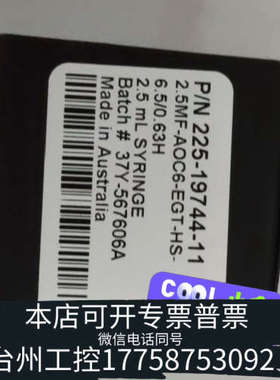 P/N 225-19744-11
2.5MF-AOC6-EGT-HS-
6.5/0.63H
2.5 mL SYRINGE
Batch # 37Y-567606A
Made in Australia
COOL
本店可开专票普票
微信电话同号
台州工控17758753092